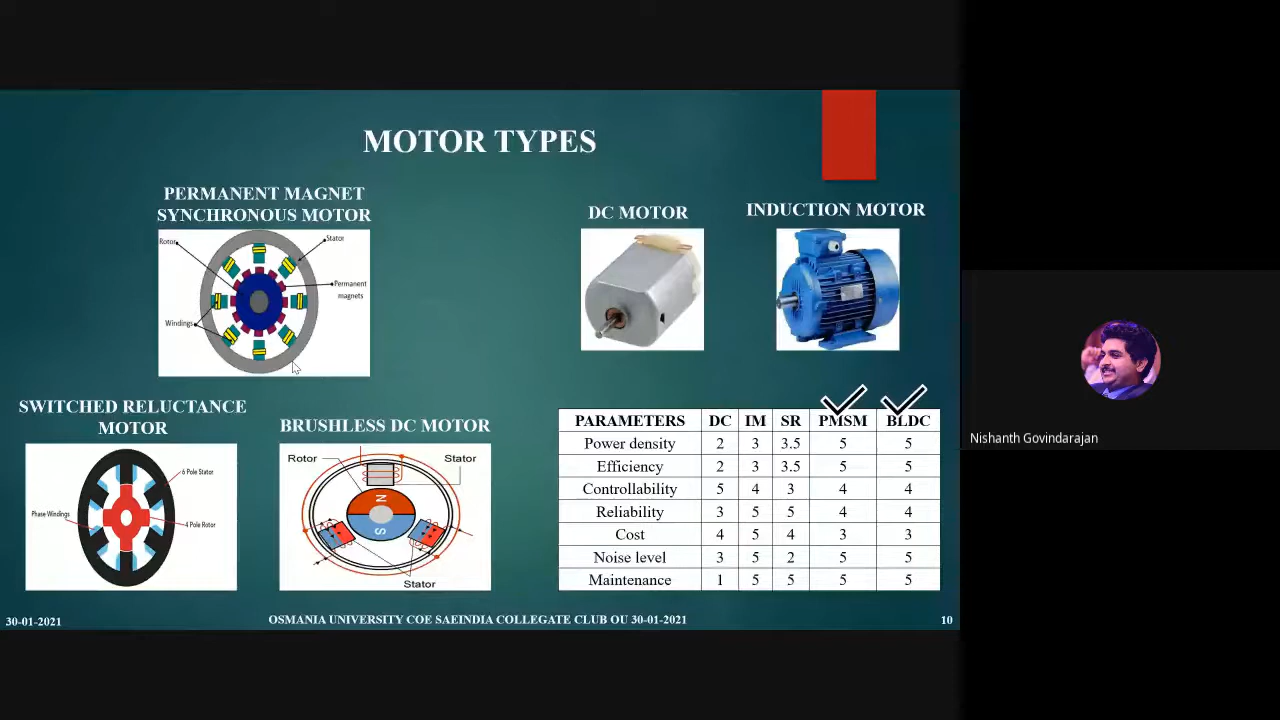 MOTOR TYPES
PERMANENT MAGNET
SYNCHRONOUS MOTOR
Rotor
Stator
Permanent
magnets
Windings
DC MOTOR
INDUCTION MOTOR
SWITCHED RELUCTANCE
MOTOR
6 Pole Stator
Phase Windings
4 Pole Rotor
BRUSHLESS DC MOTOR
Rotor
Stator
N
S
Stator
PARAMETERS DC IM SR PMSM BLDC
Power density 2 3 3.5 5 5
Efficiency 2 3 3.5 5 5
Controllability 5 4 3 4 4
Reliability 3 5 5 4 4
Cost 4 5 4 3 3
Noise level 3 5 2 5 5
Maintenance 1 5 5 5 5
30-01-2021
OSMANIA UNIVERSITY COE SAEINDIA COLLEGATE CLUB OU 30-01-2021
10
Nishanth Govindarajan